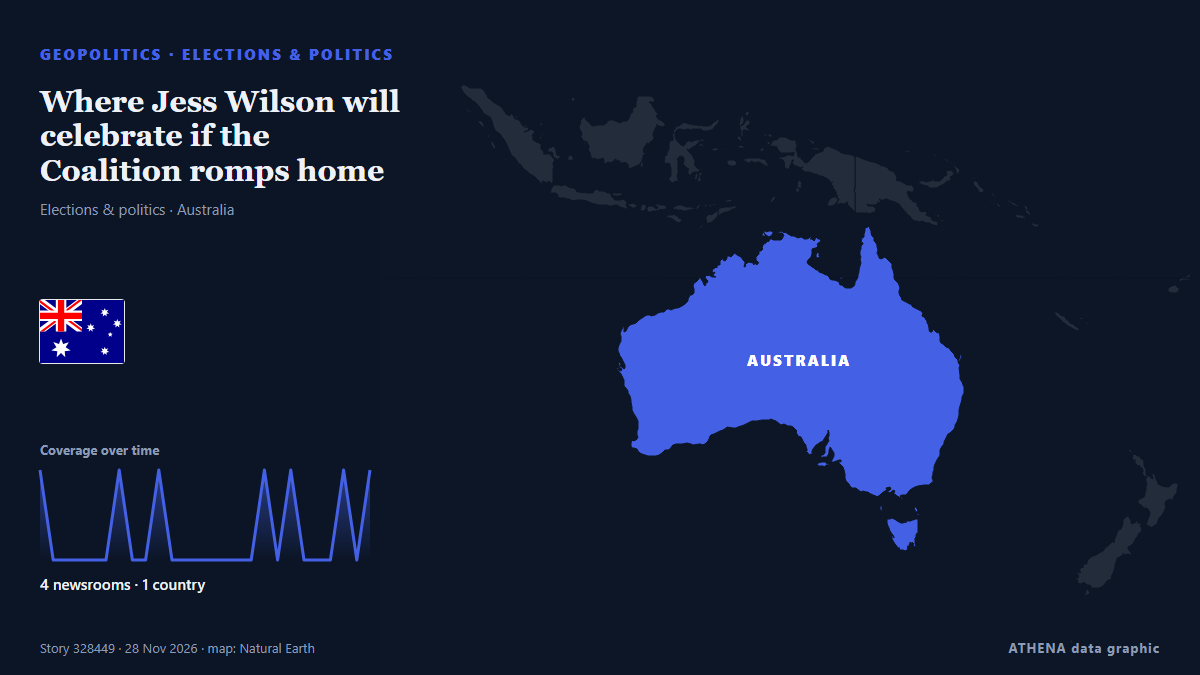 GEOPOLITICS · ELECTIONS & POLITICS
Where Jess Wilson will
celebrate if the
Coalition romps home
Elections & politics · Australia
AUSTRALIA
Coverage over time
4 newsrooms · 1 country
Story 328449 · 28 Nov 2026 · map: Natural Earth
ATHENA data graphic